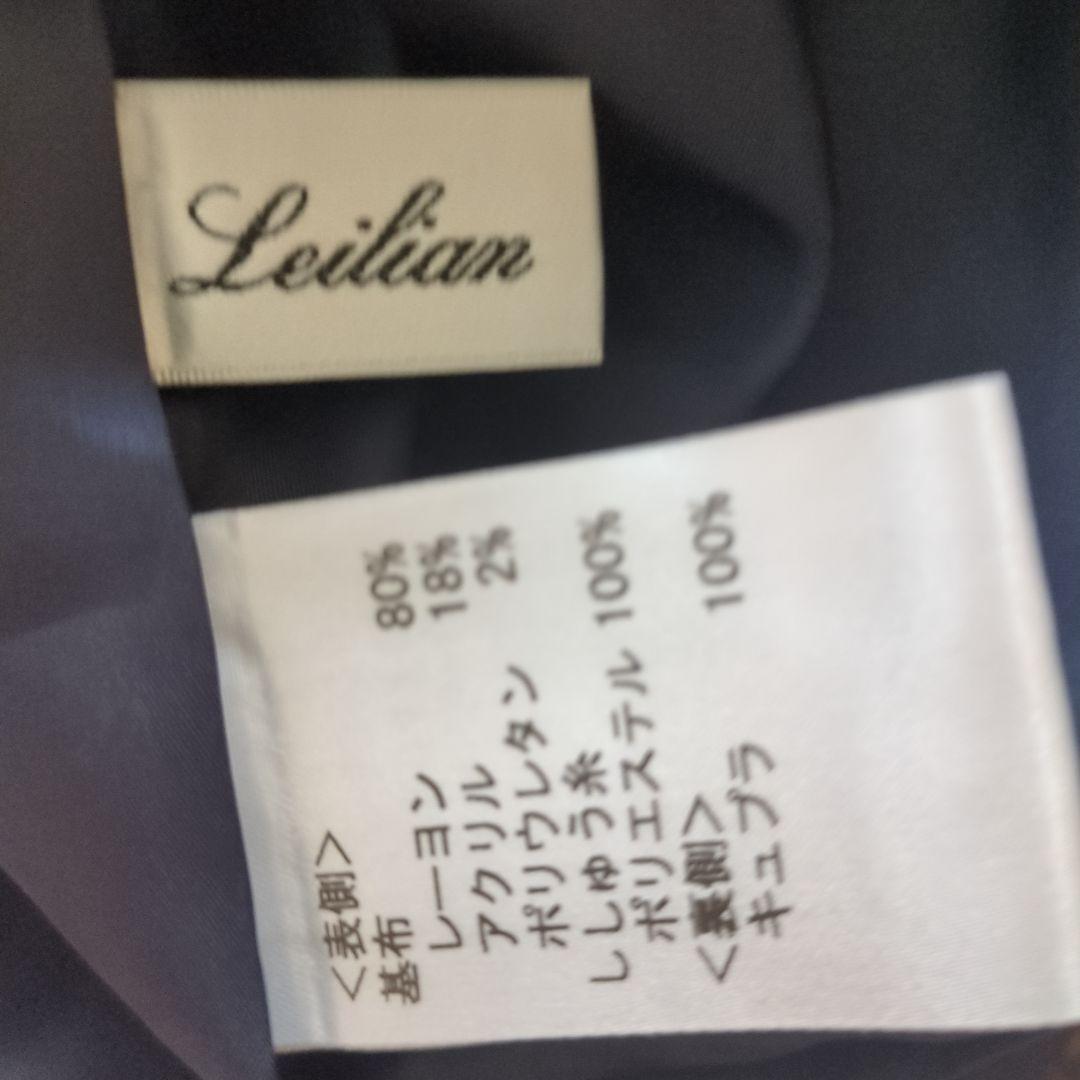 Leilian
<表側>
基布
レーヨン 80%
アクリル 18%
ポリウレタン 2%
ししゅう糸
ポリエステル 100%
<裏側>
キュプラ 100%